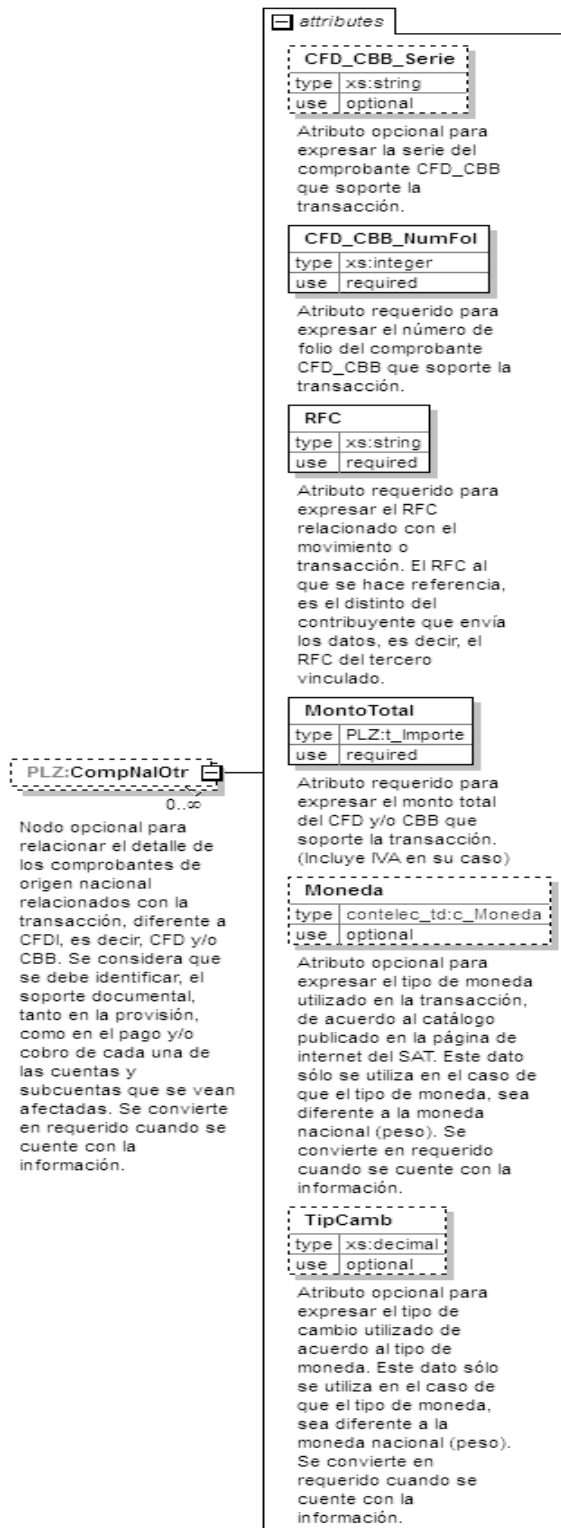 attributes
CFD_CBB_Serie
type xs:string
use optional
Atributo opcional para
expresar la serie del
comprobante CFD_CBB
que soporte la
transacción.
CFD_CBB_NumFol
type xs:integer
use required
Atributo requerido para
expresar el número de
folio del comprobante
CFD_CBB que soporte la
transacción.
RFC
type xs:string
use required
Atributo requerido para
expresar el RFC
relacionado con el
movimiento o
transacción. El RFC al
que se hace referencia,
es el distinto del
contribuyente que envía
los datos, es decir, el
RFC del tercero
vinculado.
MontoTotal
type PLZ:t_Importe
use required
Atributo requerido para
expresar el monto total
del CFD y/o CBB que
soporte la transacción.
(Incluye IVA en su caso)
Moneda
type contelec_td:c_Moneda
use optional
Atributo opcional para
expresar el tipo de moneda
utilizado en la transacción,
de acuerdo al catálogo
publicado en la página de
internet del SAT. Este dato
sólo se utiliza en el caso de
que el tipo de moneda, sea
diferente a la moneda
nacional (peso). Se
convierte en requerido
cuando se cuente con la
información.
TipCamb
type xs:decimal
use optional
Atributo opcional para
expresar el tipo de
cambio utilizado de
acuerdo al tipo de
moneda. Este dato sólo
se utiliza en el caso de
que el tipo de moneda,
sea diferente a la
moneda nacional (peso).
Se convierte en
requerido cuando se
cuente con la
información.
PLZ:CompNalOtr
0..∞
Nodo opcional para
relacionar el detalle de
los comprobantes de
origen nacional
relacionados con la
transacción, diferente a
CFDI, es decir, CFD y/o
CBB. Se considera que
se debe identificar, el
soporte documental,
tanto en la provisión,
como en el pago y/o
cobro de cada una de
las cuentas y
subcuentas que se vean
afectadas. Se convierte
en requerido cuando se
cuente con la
información.